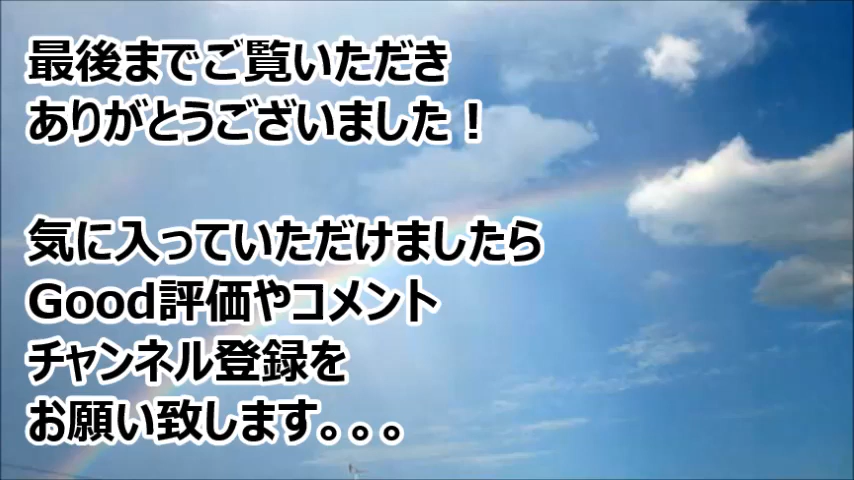 最後までご覧いただき
ありがとうございました！
気に入っていただけましたら
Good評価やコメント
チャンネル登録を
お願い致します。。。